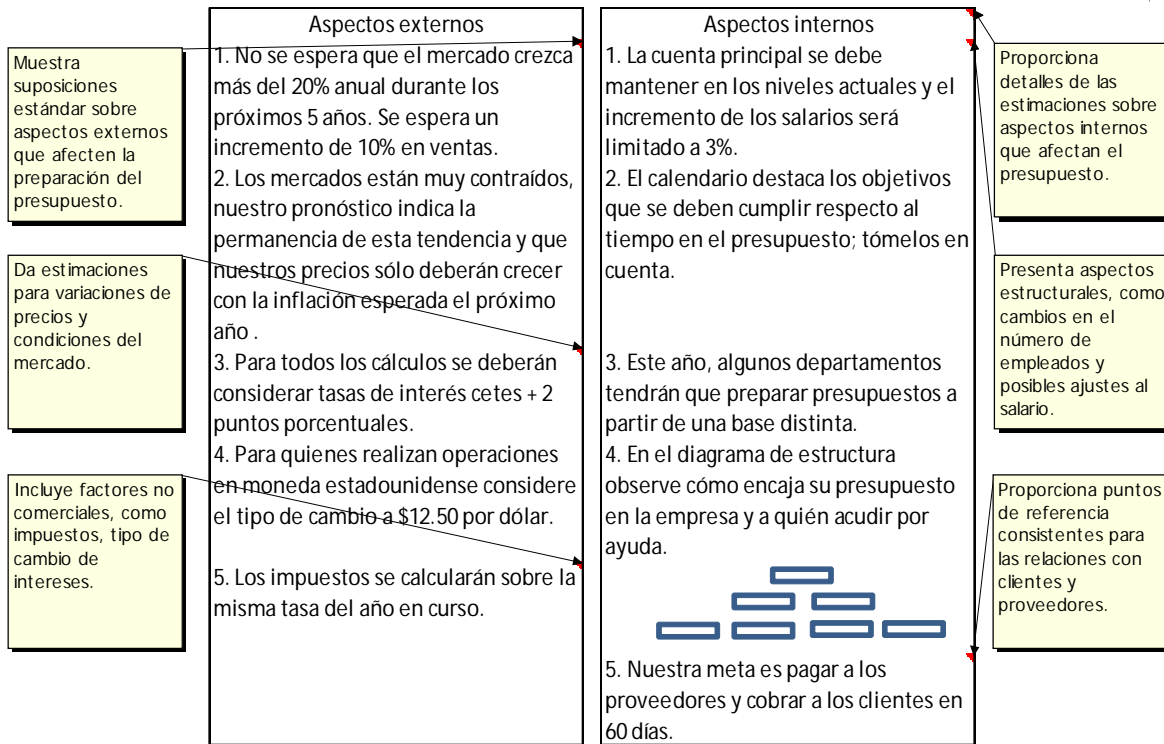 Muestra
suposiciones
estándar sobre
aspectos externos
que afecten la
preparación del
presupuesto.
Da estimaciones
para variaciones de
precios y
condiciones del
mercado.
Incluye factores no
comerciales, como
impuestos, tipo de
cambio de
intereses.
Aspectos externos
1. No se espera que el mercado crezca
más del 20% anual durante los
próximos 5 años. Se espera un
incremento de 10% en ventas.
2. Los mercados están muy contraídos,
nuestro pronóstico indica la
permanencia de esta tendencia y que
nuestros precios sólo deberán crecer
con la inflación esperada el próximo
año .
3. Para todos los cálculos se deberán
considerar tasas de interés cetes + 2
puntos porcentuales.
4. Para quienes realizan operaciones
en moneda estadounidense considere
el tipo de cambio a $12.50 por dólar.
5. Los impuestos se calcularán sobre la
misma tasa del año en curso.
Aspectos internos
1. La cuenta principal se debe
mantener en los niveles actuales y el
incremento de los salarios será
limitado a 3%.
2. El calendario destaca los objetivos
que se deben cumplir respecto al
tiempo en el presupuesto; tómelos en
cuenta.
3. Este año, algunos departamentos
tendrán que preparar presupuestos a
partir de una base distinta.
4. En el diagrama de estructura
observe cómo encaja su presupuesto
en la empresa y a quién acudir por
ayuda.
5. Nuestra meta es pagar a los
proveedores y cobrar a los clientes en
60 días.
Proporciona
detalles de las
estimaciones sobre
aspectos internos
que afectan el
presupuesto.
Presenta aspectos
estructurales, como
cambios en el
número de
empleados y
posibles ajustes al
salario.
Proporciona puntos
de referencia
consistentes para
las relaciones con
clientes y
proveedores.